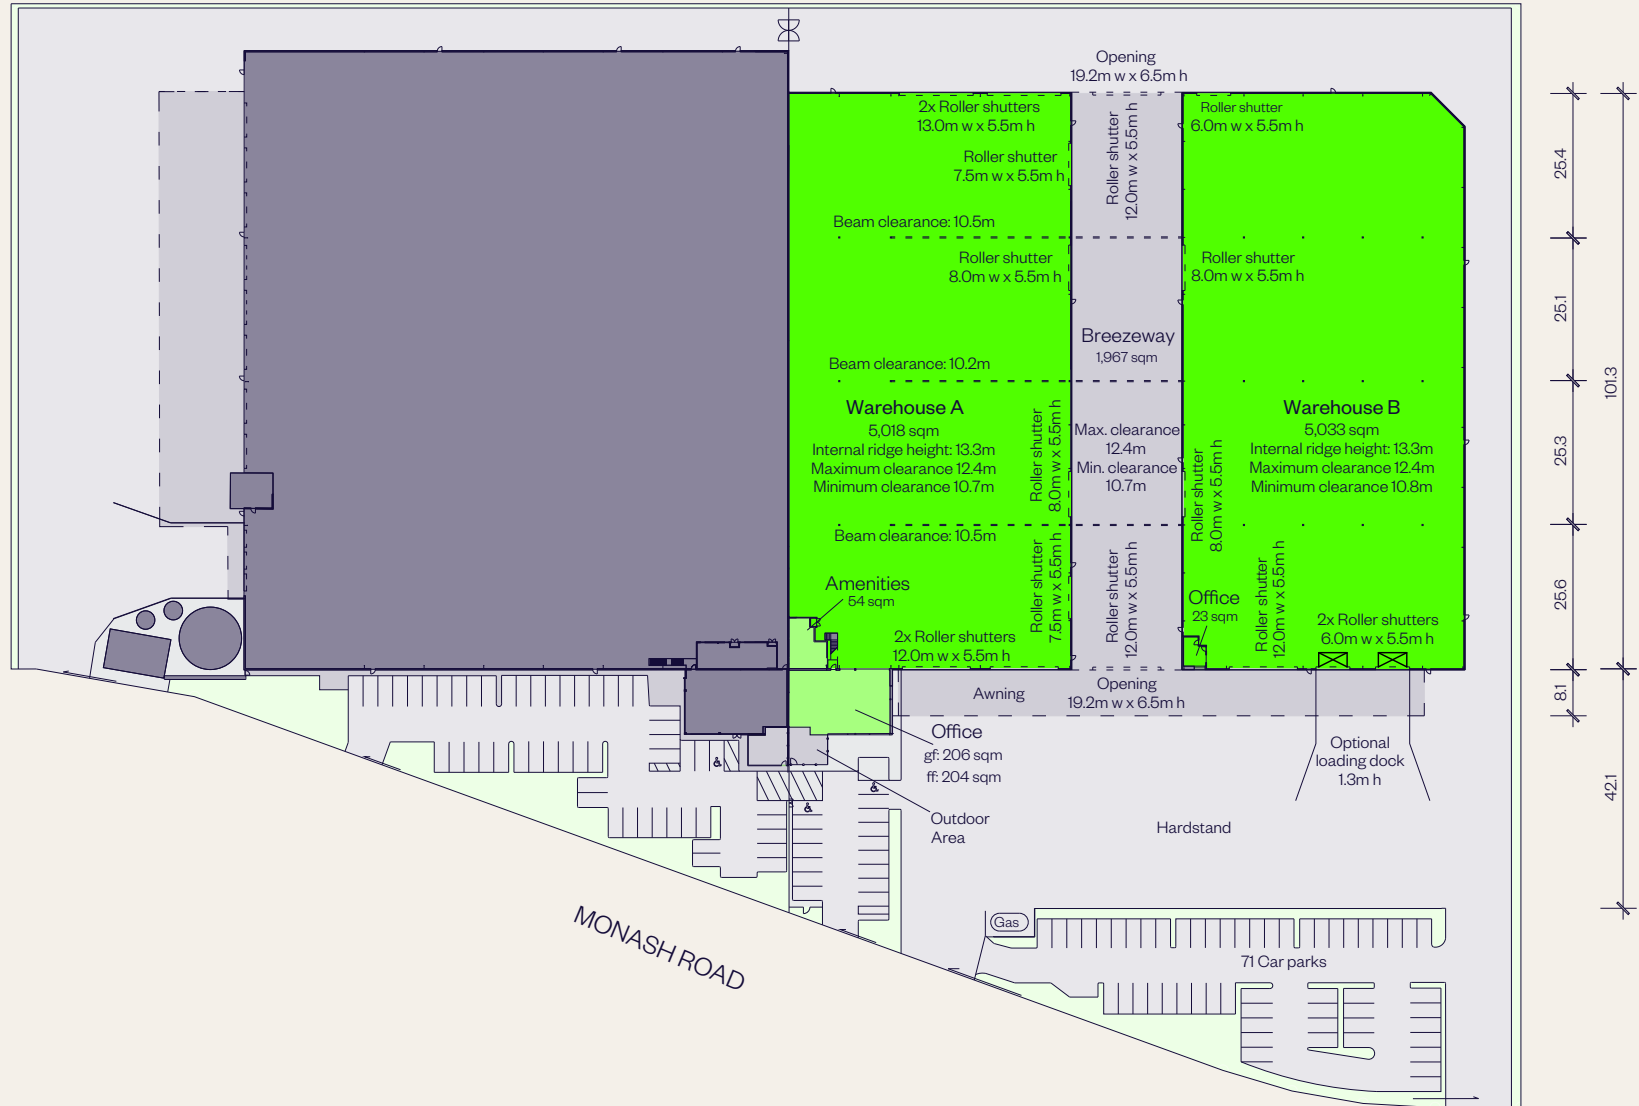 Opening
19.2m w x 6.5m h
2x Roller shutters
13.0m w x 5.5m h
Roller shutter
12.0m w x 5.5m h
Roller shutter
6.0m w x 5.5m h
Roller shutter
7.5m w x 5.5m h
Beam clearance: 10.5m
Roller shutter
8.0m w x 5.5m h
Roller shutter
8.0m w x 5.5m h
Breezeway
1,967 sqm
Beam clearance: 10.2m
Warehouse A
5,018 sqm
Internal ridge height: 13.3m
Maximum clearance 12.4m
Minimum clearance 10.7m
Roller shutter
8.0m w x 5.5m h
Max. clearance
12.4m
Min. clearance
10.7m
Roller shutter
8.0m w x 5.5m h
Warehouse B
5,033 sqm
Internal ridge height: 13.3m
Maximum clearance 12.4m
Minimum clearance 10.8m
Beam clearance: 10.5m
Amenities
54 sqm
Roller shutter
7.5m w x 5.5m h
Roller shutter
12.0m w x 5.5m h
Office
23 sqm
Roller shutter
12.0m w x 5.5m h
2x Roller shutters
12.0m w x 5.5m h
2x Roller shutters
6.0m w x 5.5m h
Awning
Opening
19.2m w x 6.5m h
Office
gf: 206 sqm
ff: 204 sqm
Optional
loading dock
1.3m h
Outdoor
Area
Hardstand
Gas
71 Car parks
MONASH ROAD
25.4
25.1
25.3
25.6
8.1
101.3
42.1